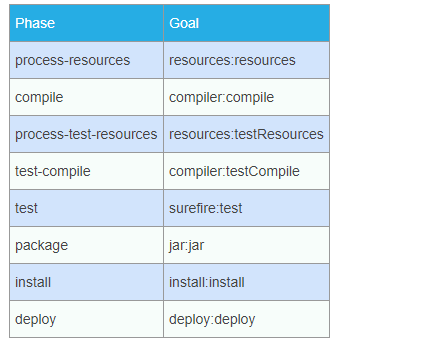 Phase Goal
process-resources resources:resources
compile compiler:compile
process-test-resources resources:testResources
test-compile compiler:testCompile
test surefire:test
package jar:jar
install install:install
deploy deploy:deploy